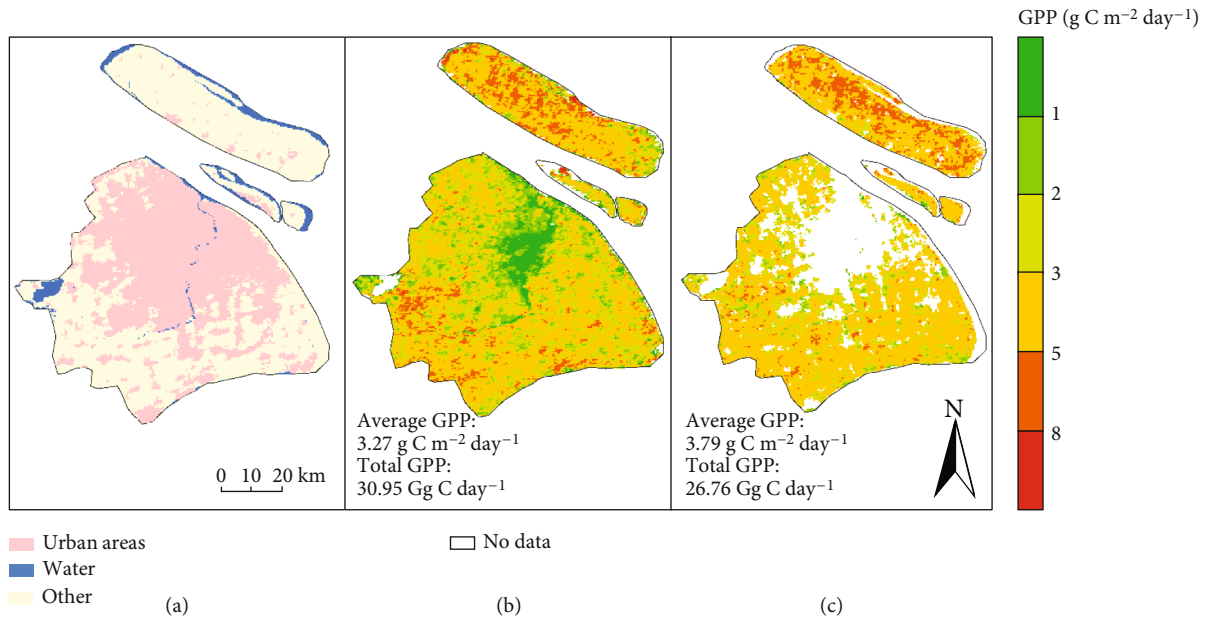 GPP (g C m⁻² day⁻¹)
1
2
3
5
8
N
Average GPP:
3.27 g C m⁻² day⁻¹
Total GPP:
30.95 Gg C day⁻¹
Average GPP:
3.79 g C m⁻² day⁻¹
Total GPP:
26.76 Gg C day⁻¹
0 10 20 km
Urban areas
Water
Other
No data
(a)
(b)
(c)